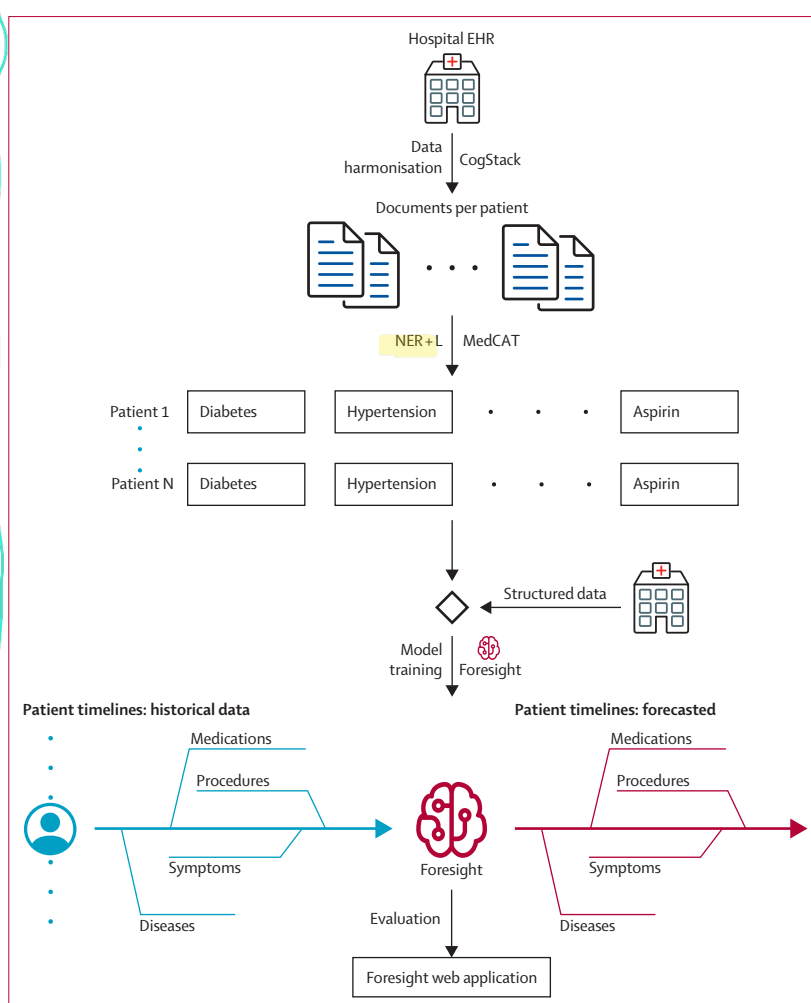 Hospital EHR
Data
harmonisation
CogStack
Documents per patient
NER+L
MedCAT
Patient 1
Diabetes
Hypertension
Aspirin
Patient N
Diabetes
Hypertension
Aspirin
Structured data
Model
training
Foresight
Patient timelines: historical data
Medications
Procedures
Symptoms
Diseases
Foresight
Patient timelines: forecasted
Medications
Procedures
Symptoms
Diseases
Evaluation
Foresight web application